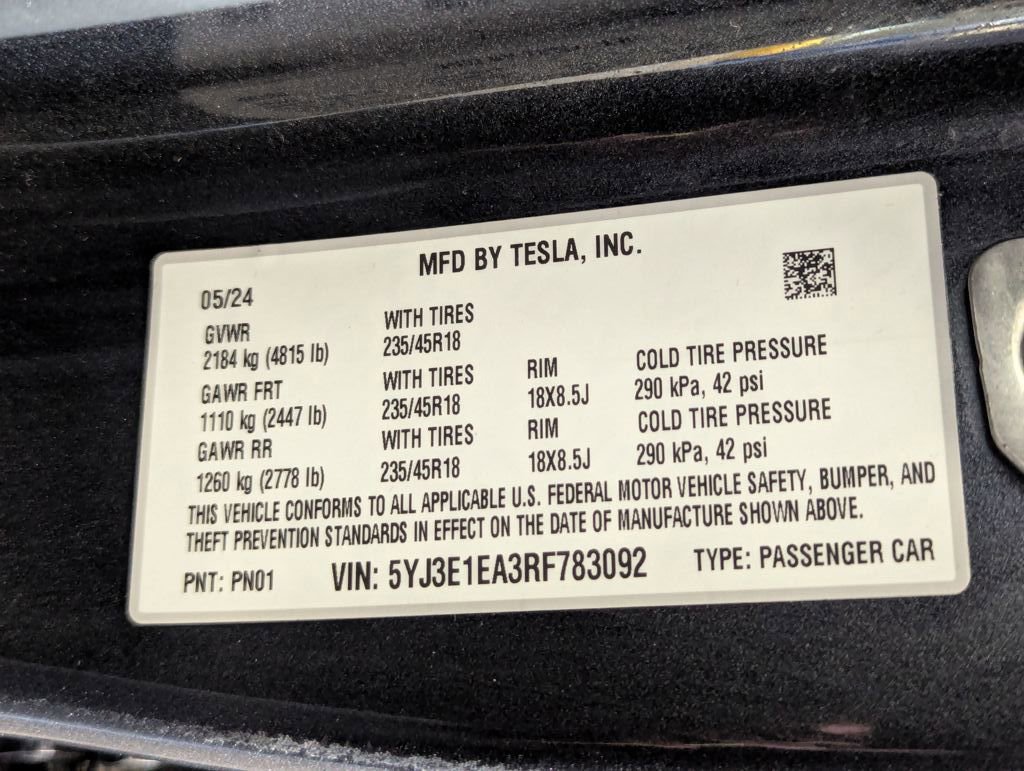 MFD BY TESLA, INC.
05/24
GVWR WITH TIRES
2184 kg (4815 lb) 235/45R18
GAWR FRT WITH TIRES RIM COLD TIRE PRESSURE
1110 kg (2447 lb) 235/45R18 18X8.5J 290 kPa, 42 psi
GAWR RR WITH TIRES RIM COLD TIRE PRESSURE
1260 kg (2778 lb) 235/45R18 18X8.5J 290 kPa, 42 psi
THIS VEHICLE CONFORMS TO ALL APPLICABLE U.S. FEDERAL MOTOR VEHICLE SAFETY, BUMPER, AND
THEFT PREVENTION STANDARDS IN EFFECT ON THE DATE OF MANUFACTURE SHOWN ABOVE.
PNT: PN01 VIN: 5YJ3E1EA3RF783092 TYPE: PASSENGER CAR